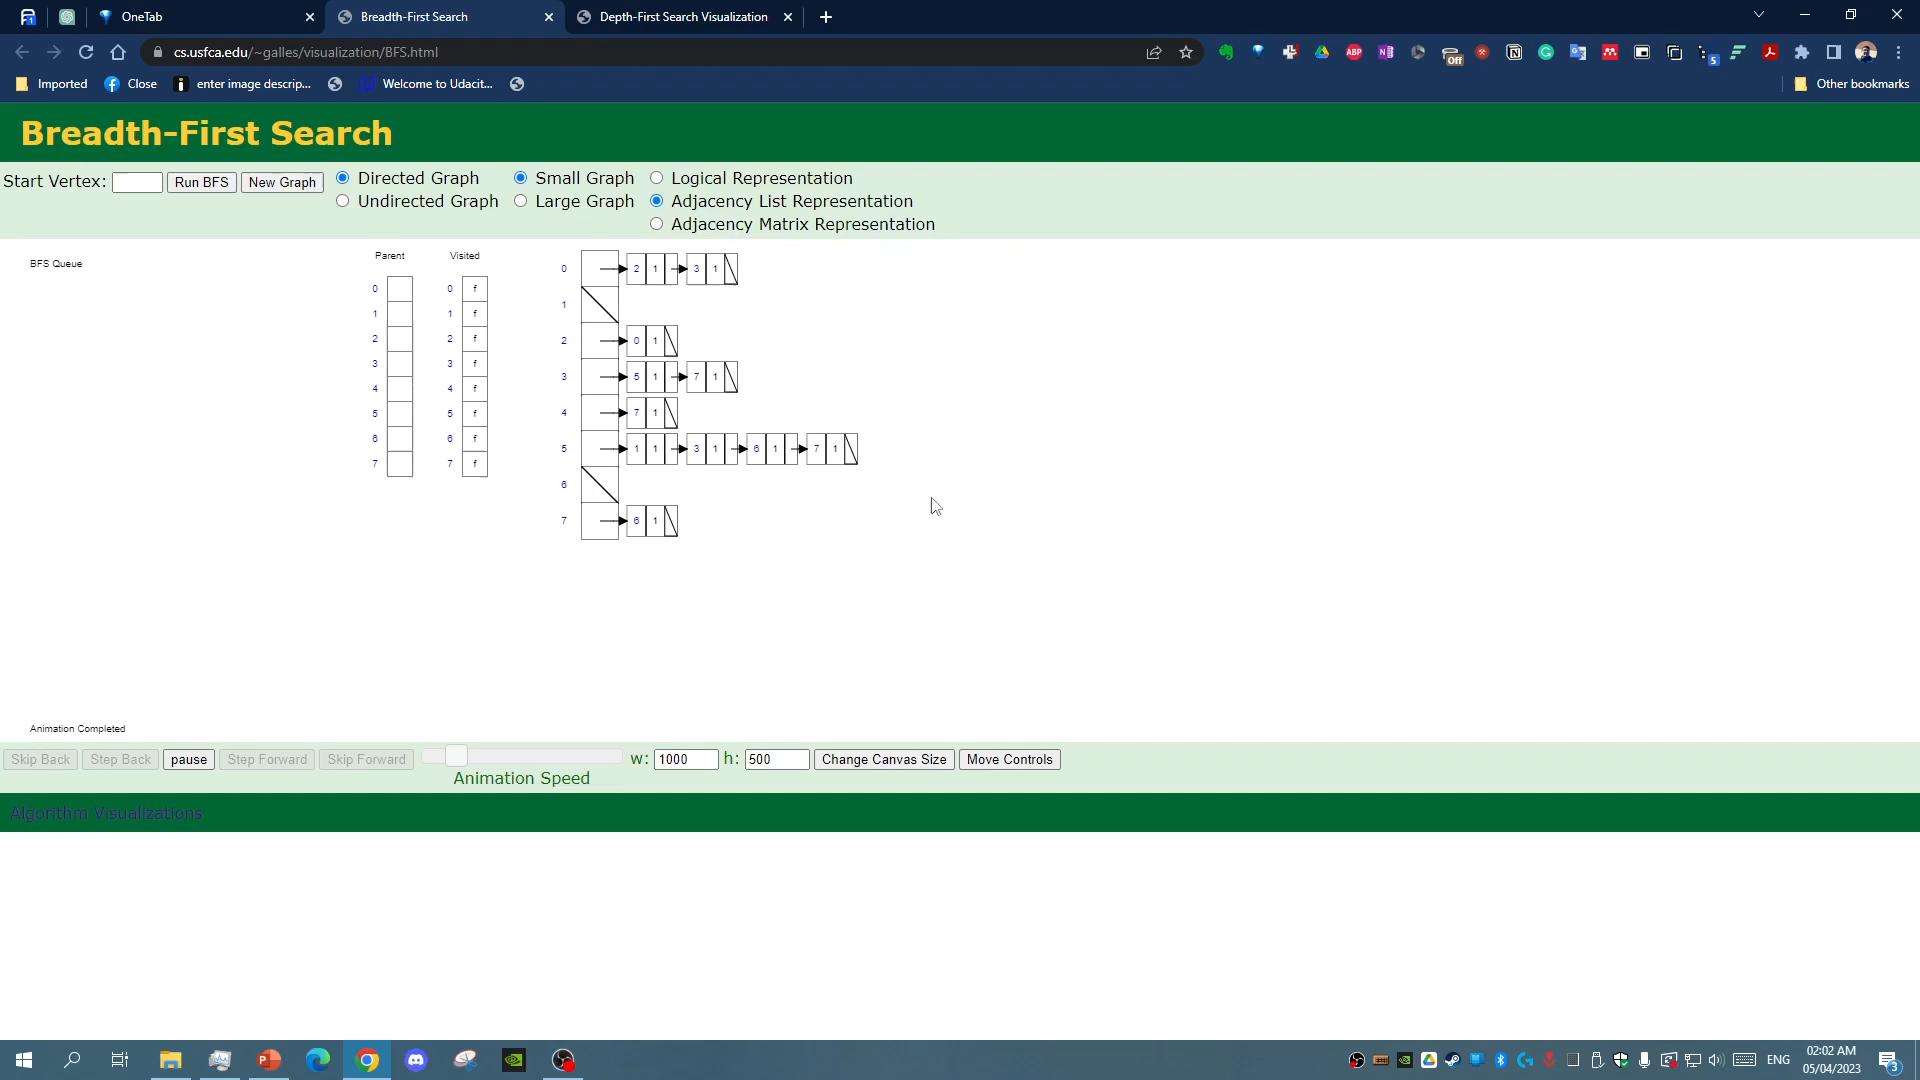 OneTab
Breadth-First Search
Depth-First Search Visualization
cs.usfca.edu/~galles/visualization/BFS.html
ABP
Off
5
Imported
Close
enter image descrip...
Welcome to Udacit...
Other bookmarks
Breadth-First Search
Start Vertex: Run BFS New Graph
Directed Graph
Undirected Graph
Small Graph
Large Graph
Logical Representation
Adjacency List Representation
Adjacency Matrix Representation
BFS Queue
Parent
0
1
2
3
4
5
6
7
Visited
0 f
1 f
2 f
3 f
4 f
5 f
6 f
7 f
0 2 1 3 1
1
2 0 1
3 5 1 7 1
4 7 1
5 1 1 3 1 6 1 7 1
6
7 6 1
Animation Completed
Skip Back Step Back pause Step Forward Skip Forward
Animation Speed
w: 1000 h: 500 Change Canvas Size Move Controls
Algorithm Visualizations
ENG
02:02 AM
05/04/2023
3